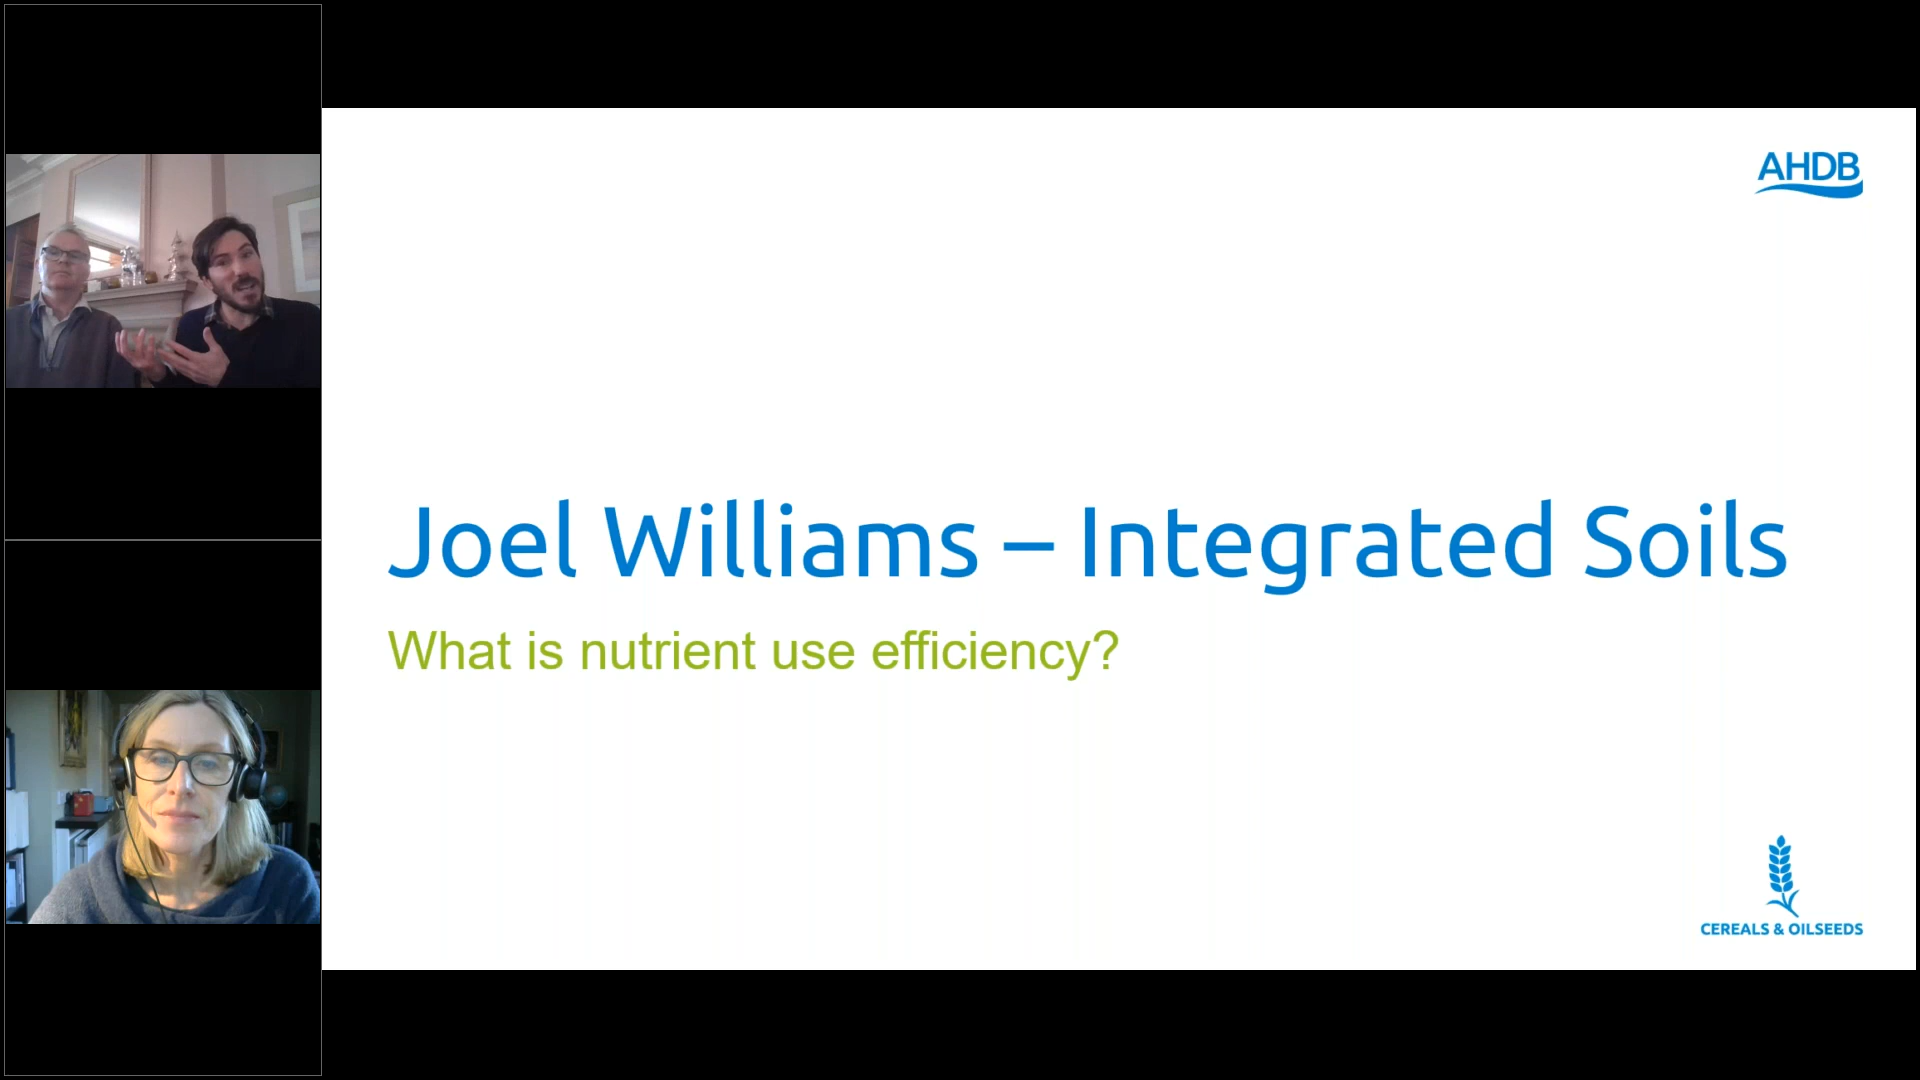 AHDB
Joel Williams – Integrated Soils
What is nutrient use efficiency?
CEREALS & OILSEEDS